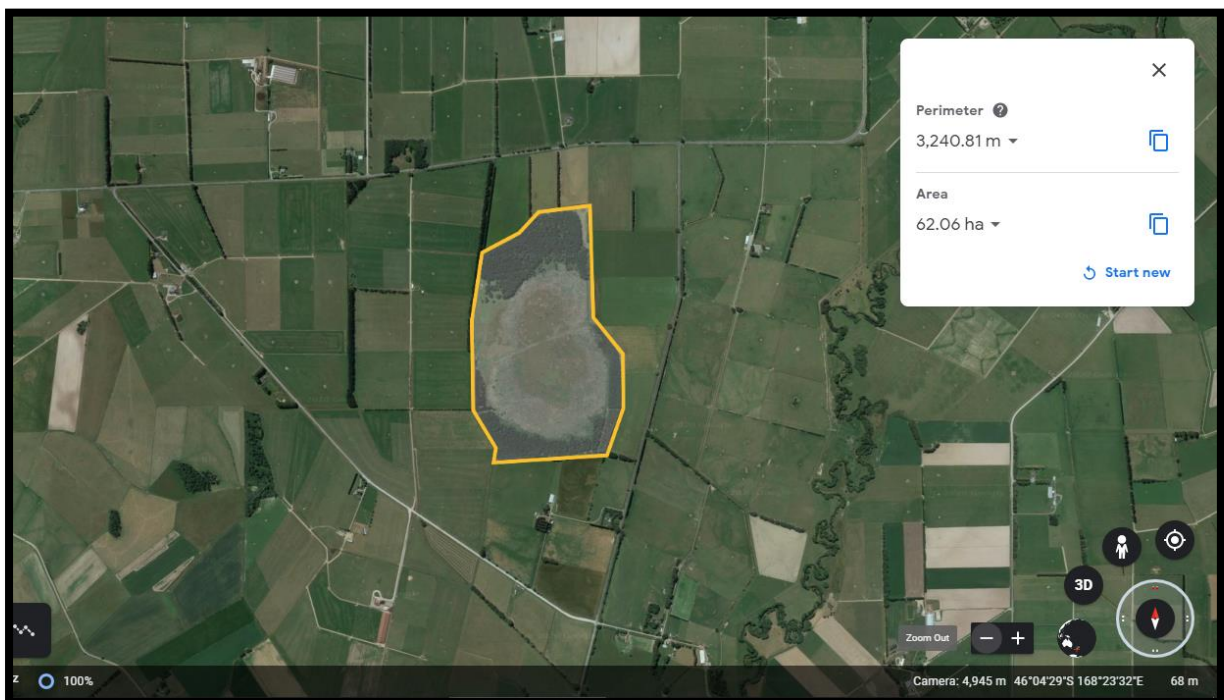 Perimeter
3,240.81 m
Area
62.06 ha
Start new
3D
Zoom Out
z 100% Camera: 4,945 m 46°04'29"S 168°23'32"E 68 m